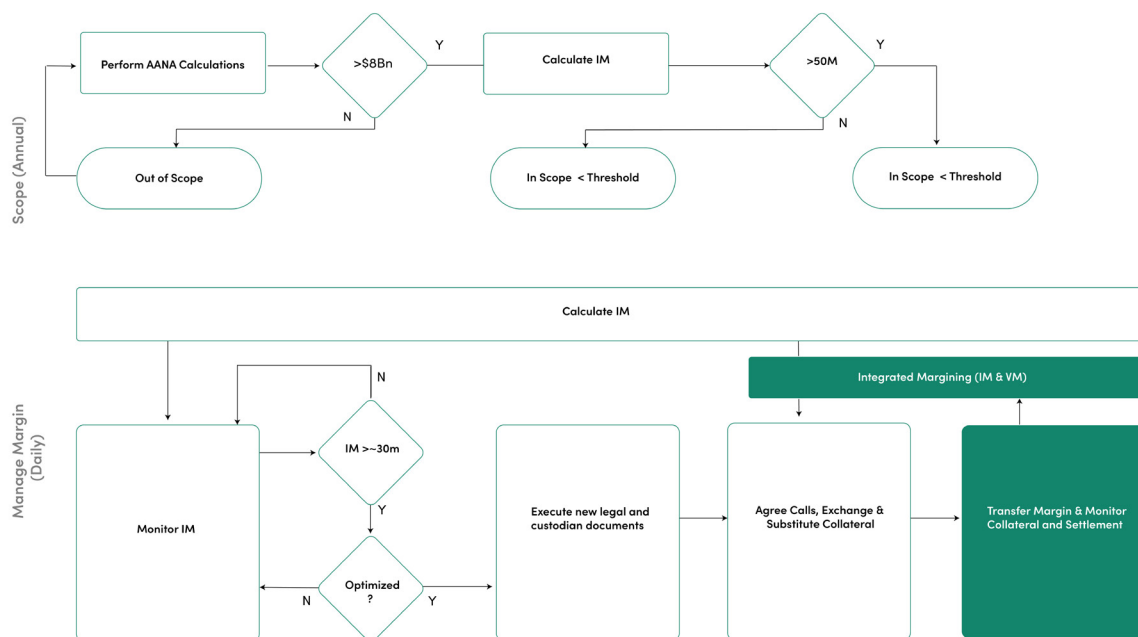 Scope (Annual)
Perform AANA Calculations
>$8Bn
Y
Calculate IM
>50M
Y
N
N
Out of Scope
In Scope < Threshold
In Scope < Threshold
Manage Margin
(Daily)
Calculate IM
Integrated Margining (IM & VM)
N
IM >~30m
Y
Monitor IM
Optimized
?
N
Y
Execute new legal and
custodian documents
Agree Calls, Exchange &
Substitute Collateral
Transfer Margin & Monitor
Collateral and Settlement